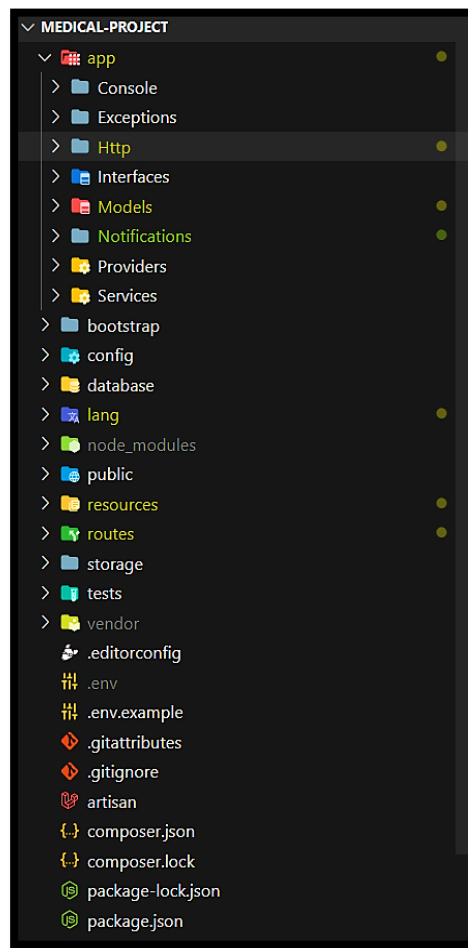 MEDICAL-PROJECT
app
Console
Exceptions
Http
Interfaces
Models
Notifications
Providers
Services
bootstrap
config
database
lang
node_modules
public
resources
routes
storage
tests
vendor
.editorconfig
.env
.env.example
.gitattributes
.gitignore
artisan
composer.json
composer.lock
package-lock.json
package.json